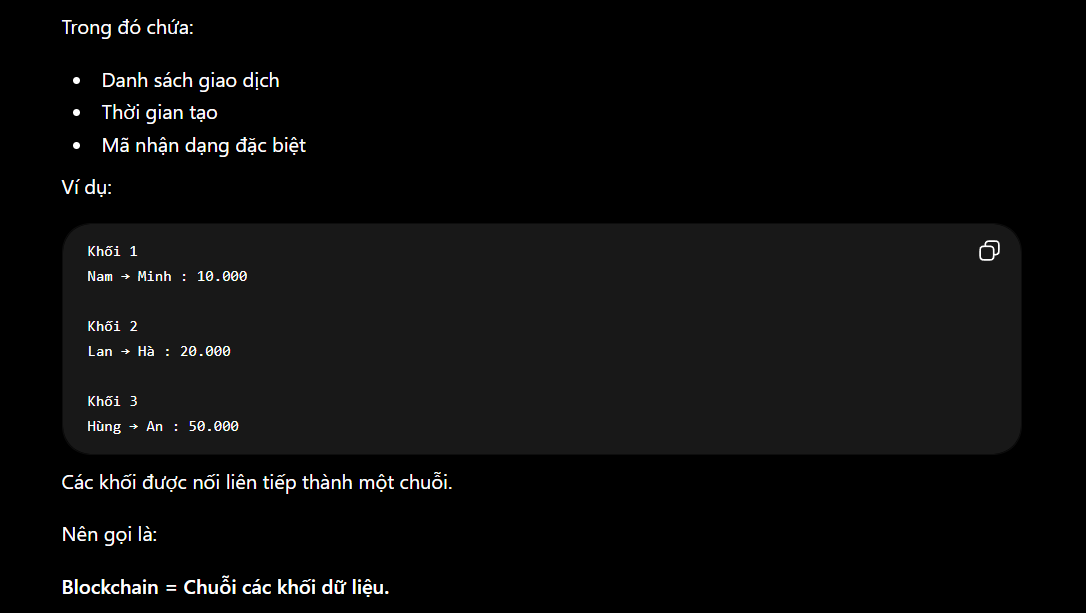 Trong đó chứa:
Danh sách giao dịch
Thời gian tạo
Mã nhận dạng đặc biệt
Ví dụ:
Khối 1
Nam → Minh : 10.000
Khối 2
Lan → Hà : 20.000
Khối 3
Hùng → An : 50.000
Các khối được nối liên tiếp thành một chuỗi.
Nên gọi là:
Blockchain = Chuỗi các khối dữ liệu.